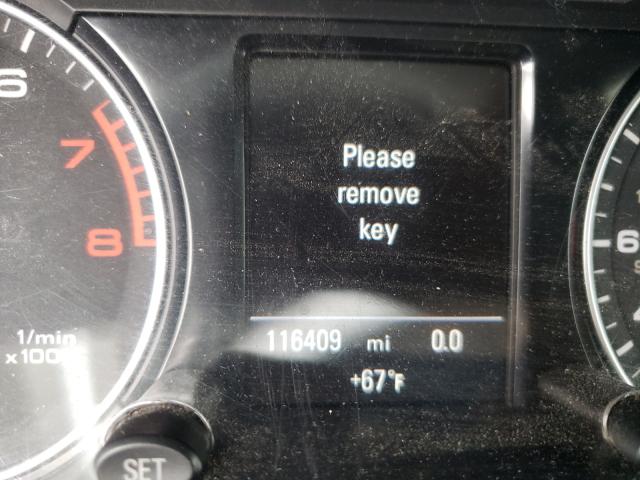 6
7
8
1/min
x100
Please
remove
key
116409 mi 0.0
+67°F
SET
6